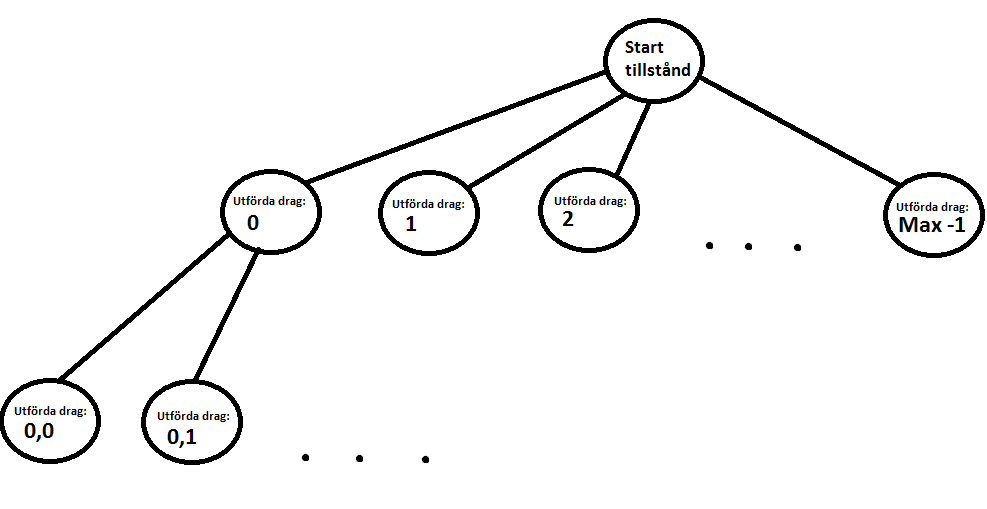 Start
tillstånd
Utförda drag:
0
Utförda drag:
1
Utförda drag:
2
Utförda drag:
Max -1
Utförda drag:
0,0
Utförda drag:
0,1